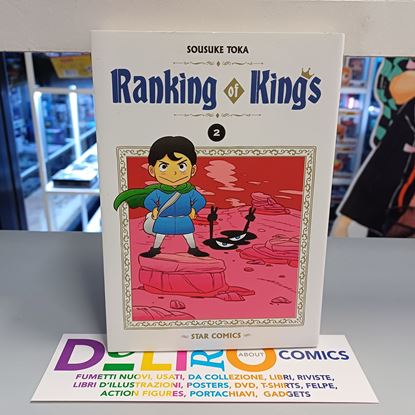 SOUSUKE TOKA
Ranking of Kings
2
STAR COMICS
DeLIRIO ABOUT COMICS
FUMETTI NUOVI, USATI, DA COLLEZIONE, LIBRI, RIVISTE,
LIBRI D'ILLUSTRAZIONI, POSTERS, DVD, T-SHIRTS, FELPE,
ACTION FIGURES, PORTACHIAVI, GADGETS